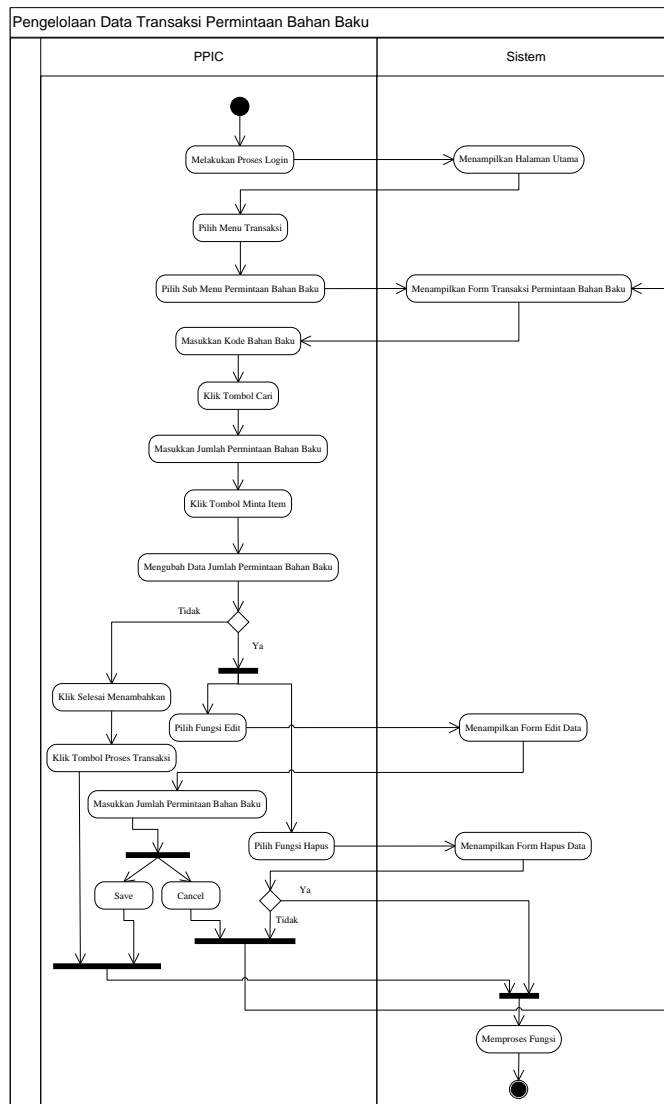 Pengelolaan Data Transaksi Permintaan Bahan Baku
PPIC
Sistem
Melakukan Proses Login
Menampilkan Halaman Utama
Pilih Menu Transaksi
Pilih Sub Menu Permintaan Bahan Baku
Menampilkan Form Transaksi Permintaan Bahan Baku
Masukkan Kode Bahan Baku
Klik Tombol Cari
Masukkan Jumlah Permintaan Bahan Baku
Klik Tombol Minta Item
Mengubah Data Jumlah Permintaan Bahan Baku
Tidak
Ya
Klik Selesai Menambahkan
Pilih Fungsi Edit
Menampilkan Form Edit Data
Klik Tombol Proses Transaksi
Masukkan Jumlah Permintaan Bahan Baku
Pilih Fungsi Hapus
Menampilkan Form Hapus Data
Save
Cancel
Ya
Tidak
Memproses Fungsi